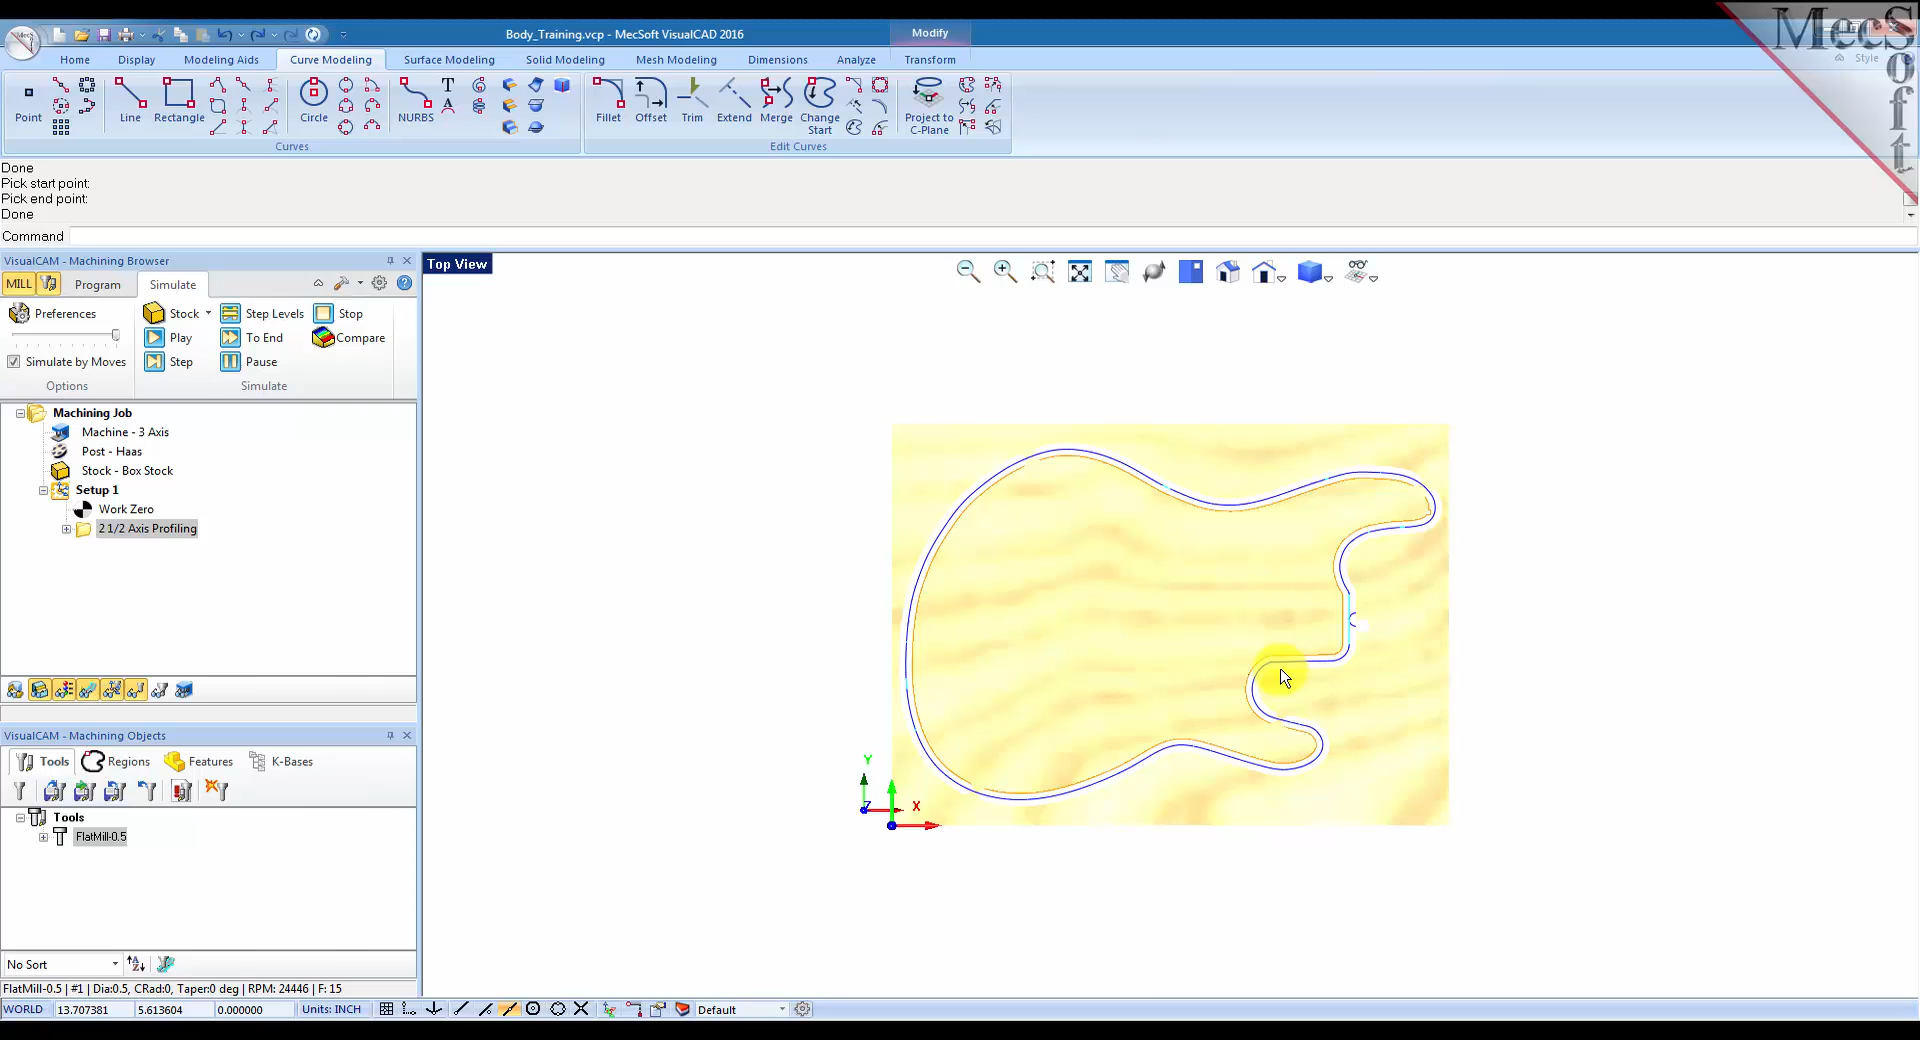 Body_Training.vcp - MecSoft VisualCAD 2016
Modify
MecSoft
Style
Home
Display
Modeling Aids
Curve Modeling
Surface Modeling
Solid Modeling
Mesh Modeling
Dimensions
Analyze
Transform
Point
Line
Rectangle
Circle
NURBS
Fillet
Offset
Trim
Extend
Merge
Change
Start
Project to
C-Plane
Curves
Edit Curves
Done
Pick start point:
Pick end point:
Done
Command
VisualCAM - Machining Browser
Top View
MILL
Program
Simulate
Preferences
Stock
Step Levels
Stop
Play
To End
Compare
Simulate by Moves
Step
Pause
Options
Simulate
Machining Job
Machine - 3 Axis
Post - Haas
Stock - Box Stock
Setup 1
Work Zero
2 1/2 Axis Profiling
VisualCAM - Machining Objects
Tools
Regions
Features
K-Bases
Tools
FlatMill-0.5
Y
Z
X
No Sort
FlatMill-0.5 | #1 | Dia:0.5, CRad:0, Taper:0 deg | RPM: 24446 | F: 15
WORLD
13.707381
5.613604
0.000000
Units: INCH
Default